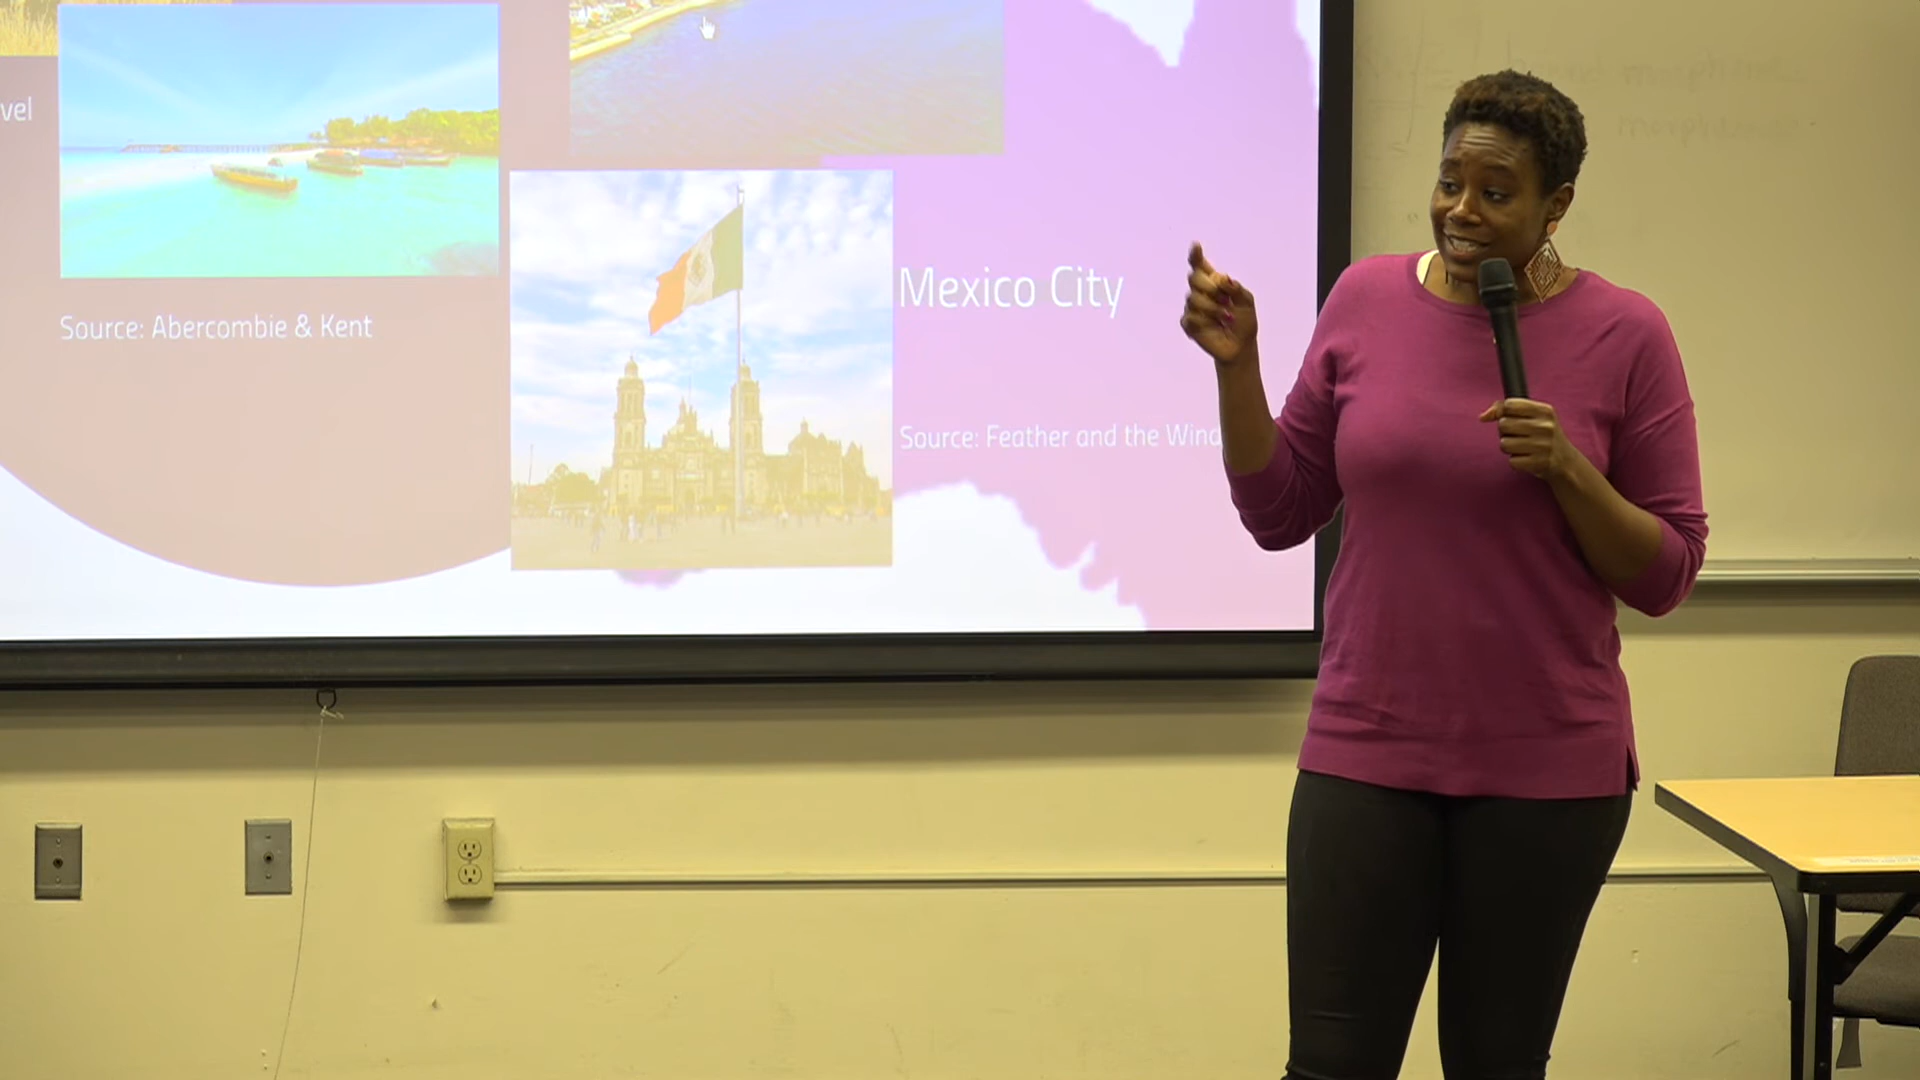 vel
Source: Abercombie & Kent
Mexico City
Source: Feather and the Wind